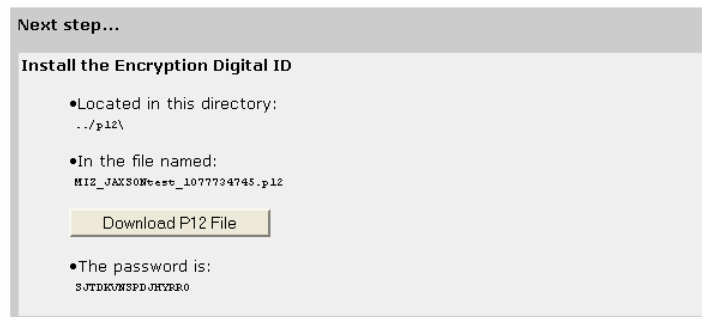 Next step...
Install the Encryption Digital ID
•Located in this directory:
../p12\
•In the file named:
MIZ_JAXSONtest_1077734745.p12
Download P12 File
•The password is:
SJTDKVNSPDJHYRR0